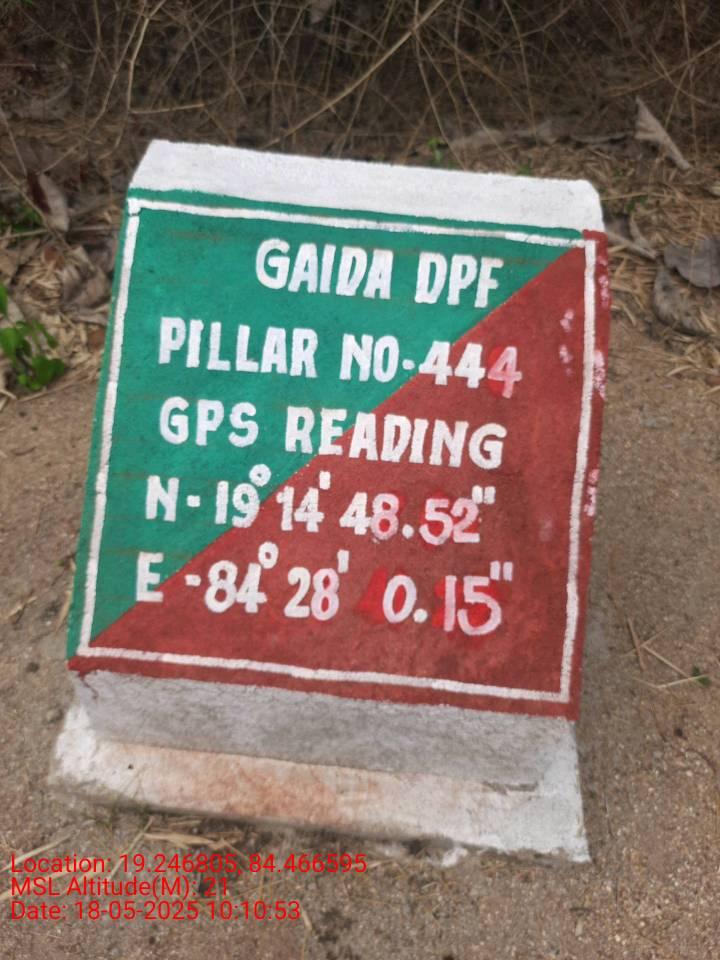 GAIDA DPF
PILLAR NO-444
GPS READING
N-19° 14' 48.52"
E -84° 28' 0.15"
Location: 19.246805, 84.466595
MSL Altitude(M): 21
Date: 18-05-2025 10:10:53